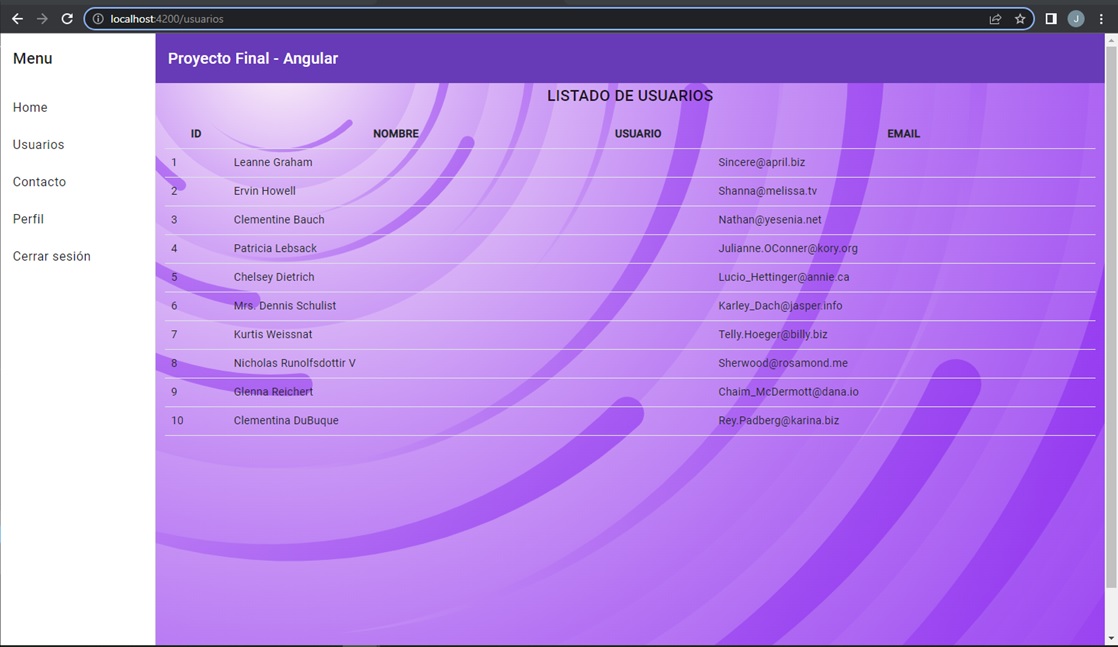 localhost:4200/usuarios
J
Menu
Proyecto Final - Angular
Home
Usuarios
Contacto
Perfil
Cerrar sesión
LISTADO DE USUARIOS
ID NOMBRE USUARIO EMAIL
1 Leanne Graham Sincere@april.biz
2 Ervin Howell Shanna@melissa.tv
3 Clementine Bauch Nathan@yesenia.net
4 Patricia Lebsack Julianne.OConner@kory.org
5 Chelsey Dietrich Lucio_Hettinger@annie.ca
6 Mrs. Dennis Schulist Karley_Dach@jasper.info
7 Kurtis Weissnat Telly.Hoeger@billy.biz
8 Nicholas Runolfsdottir V Sherwood@rosamond.me
9 Glenna Reichert Chaim_McDermott@dana.io
10 Clementina DuBuque Rey.Padberg@karina.biz